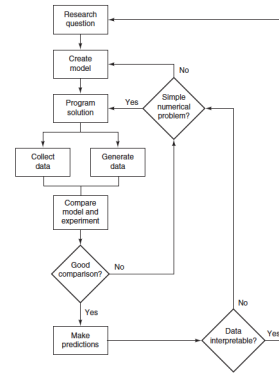 Research
question
Create
model
No
Program
solution
Yes
Simple
numerical
problem?
Collect
data
Generate
data
Compare
model and
experiment
Good
comparison?
No
No
Yes
Make
predictions
Data
interpretable?
Yes